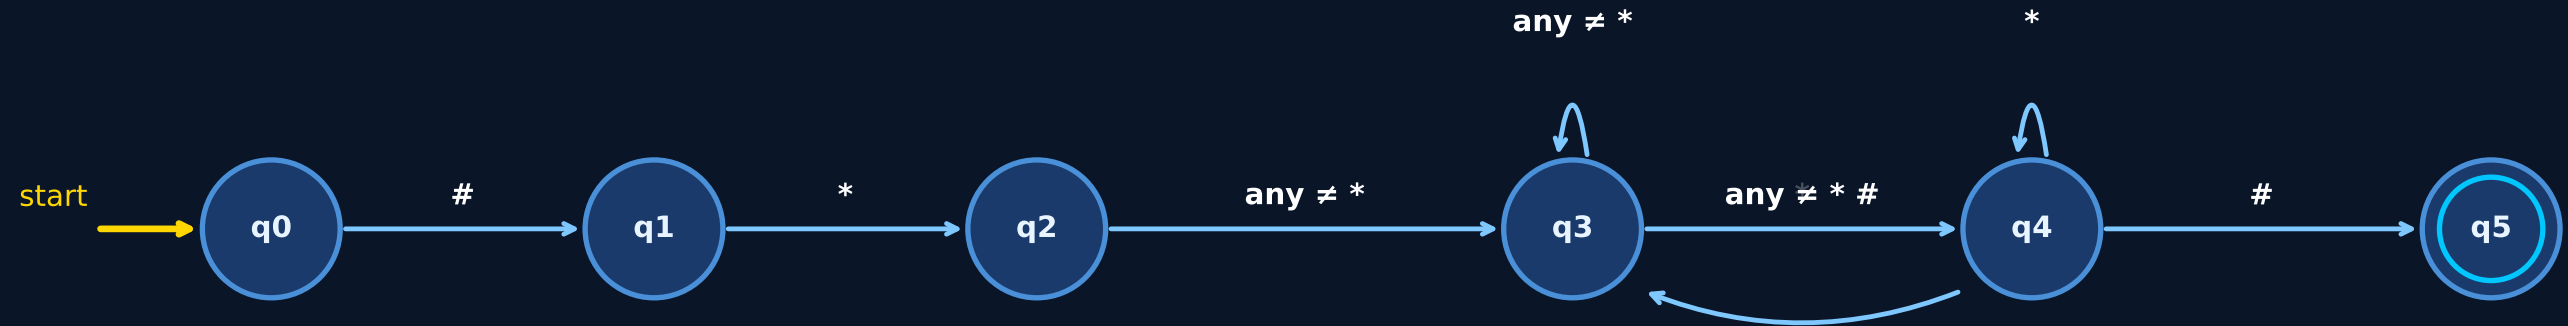 any ≠ *
*
start
#
*
any ≠ *
any ≠ * #
#
q0
q1
q2
q3
q4
q5